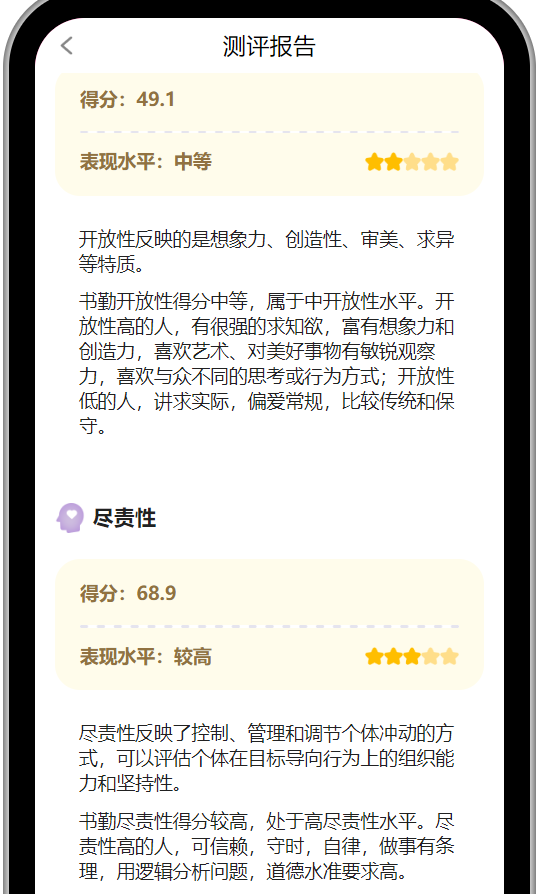 测评报告
得分：49.1
表现水平：中等
开放性反映的是想象力、创造性、审美、求异
等特质。
书勤开放性得分中等，属于中开放性水平。开
放性高的人，有很强的求知欲，富有想象力和
创造力，喜欢艺术、对美好事物有敏锐观察
力，喜欢与众不同的思考或行为方式；开放性
低的人，讲求实际，偏爱常规，比较传统和保
守。
尽责性
得分：68.9
表现水平：较高
尽责性反映了控制、管理和调节个体冲动的方
式，可以评估个体在目标导向行为上的组织能
力和坚持性。
书勤尽责性得分较高，处于高尽责性水平。尽
责性高的人，可信赖，守时，自律，做事有条
理，用逻辑分析问题，道德水准要求高。